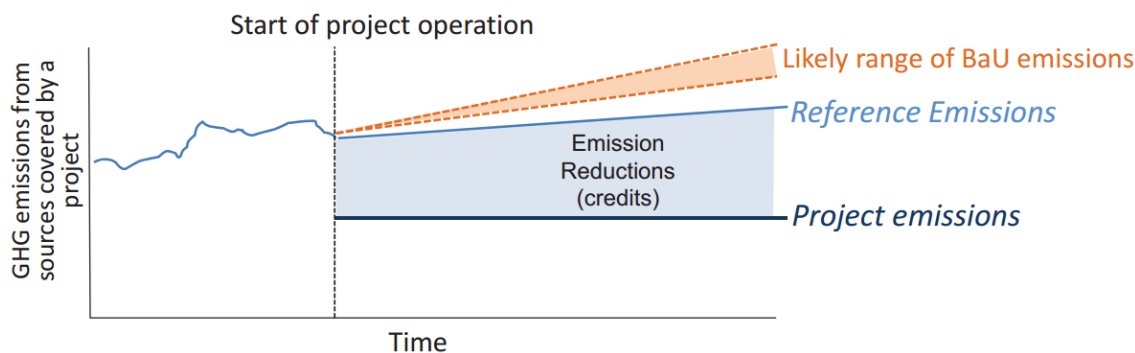 Start of project operation
GHG emissions from
sources covered by a
project
Likely range of BaU emissions
Reference Emissions
Emission
Reductions
(credits)
Project emissions
Time